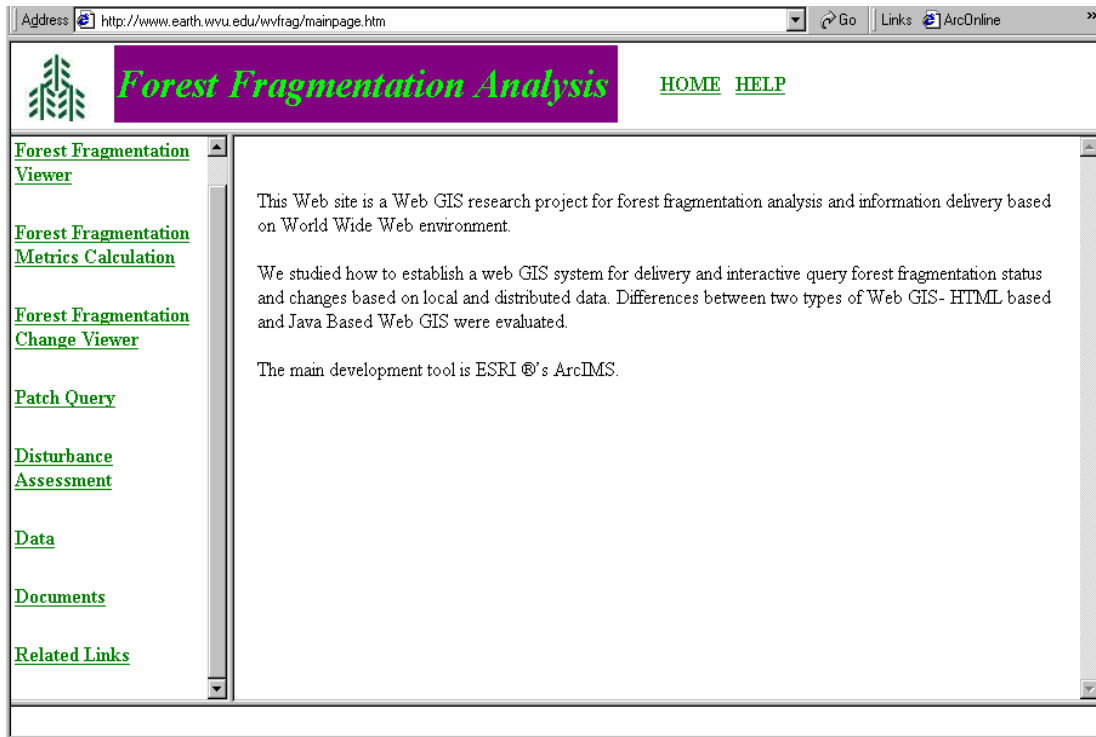 Address http://www.earth.wvu.edu/wvfrag/mainpage.htm Go Links ArcOnline »
Forest Fragmentation Analysis HOME HELP
Forest Fragmentation
Viewer
Forest Fragmentation
Metrics Calculation
Forest Fragmentation
Change Viewer
Patch Query
Disturbance
Assessment
Data
Documents
Related Links
This Web site is a Web GIS research project for forest fragmentation analysis and information delivery based
on World Wide Web environment.
We studied how to establish a web GIS system for delivery and interactive query forest fragmentation status
and changes based on local and distributed data. Differences between two types of Web GIS- HTML based
and Java Based Web GIS were evaluated.
The main development tool is ESRI ®'s ArcIMS.